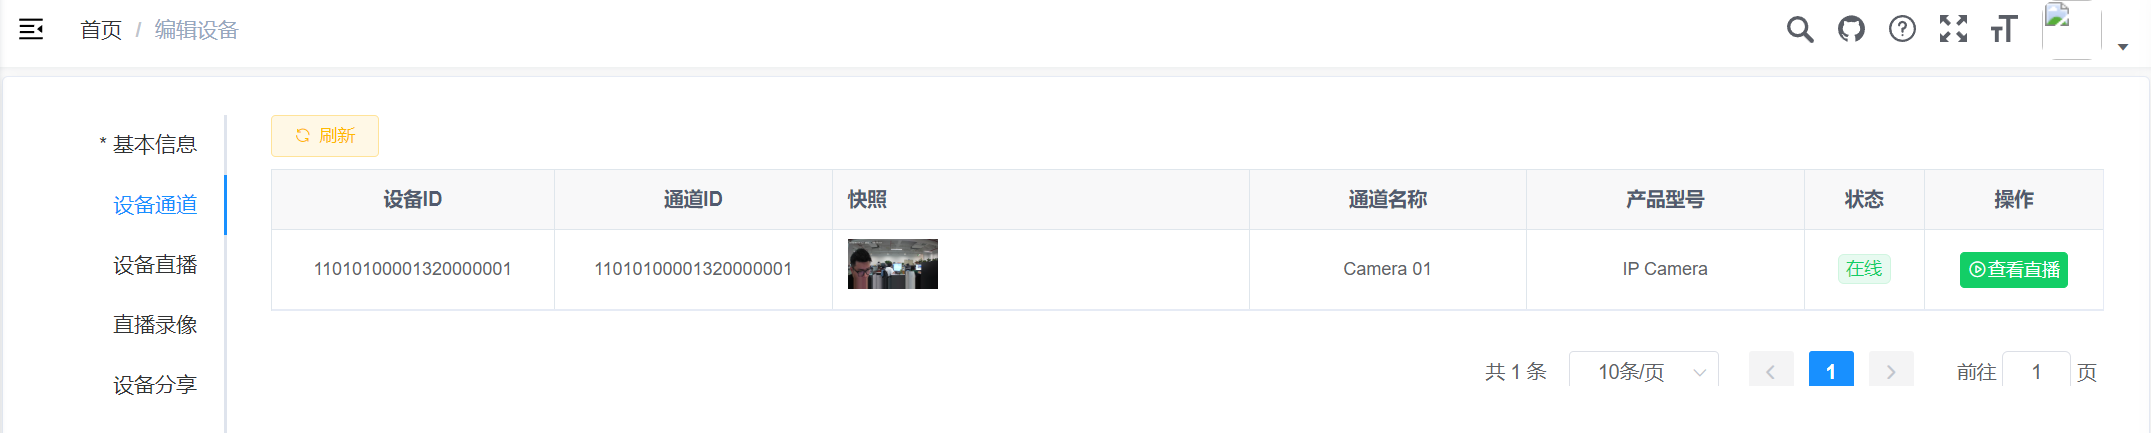 首页 / 编辑设备
* 基本信息
设备通道
设备直播
直播录像
设备分享
刷新
设备ID 通道ID 快照 通道名称 产品型号 状态 操作
11010100001320000001 11010100001320000001 Camera 01 IP Camera 在线 查看直播
共 1 条 10条/页 1 前往 1 页